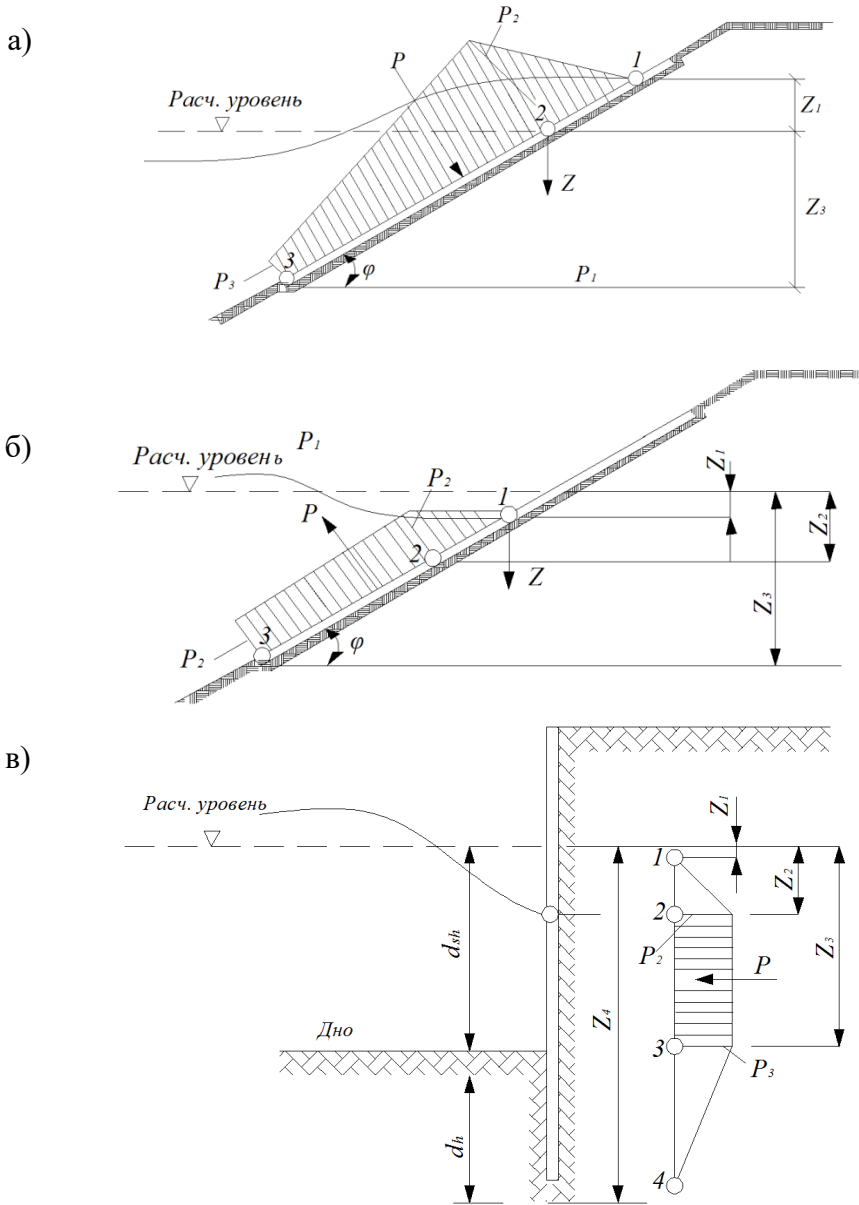 а)
P₂
P
1
Расч. уровень
2
Z₁
Z
Z₃
3
P₃
φ
P₁
б)
P₁
Расч. уровень
P₂
1
Z₁
P
Z₂
2
Z
Z₃
3
P₂
φ
в)
Расч. уровень
Z₁
1
Z₂
2
dₛₕ
P₂
P
Z₃
Z₄
Дно
3
P₃
dₕ
4